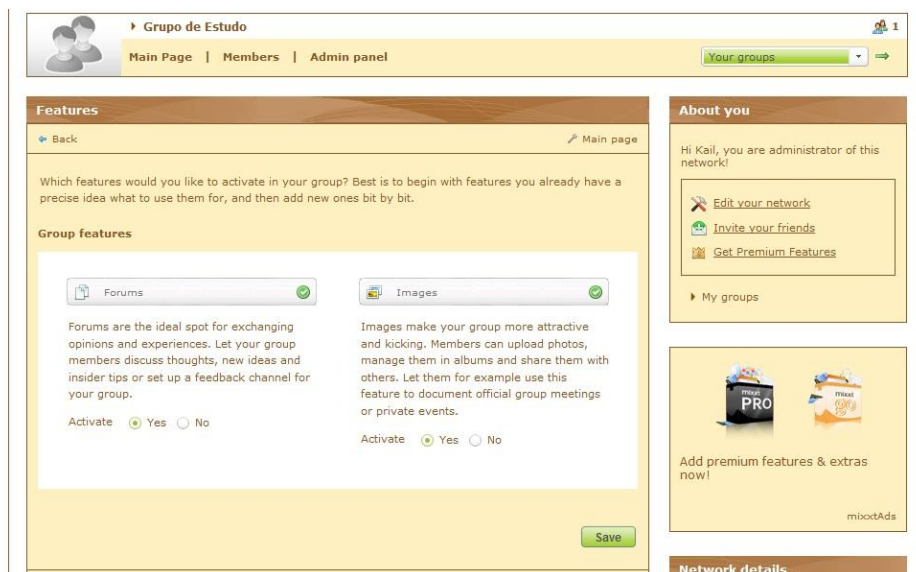 Grupo de Estudo
1
Main Page | Members | Admin panel
Your groups
Features
Back
Main page
Which features would you like to activate in your group? Best is to begin with features you already have a
precise idea what to use them for, and then add new ones bit by bit.
Group features
Forums
Forums are the ideal spot for exchanging
opinions and experiences. Let your group
members discuss thoughts, new ideas and
insider tips or set up a feedback channel for
your group.
Activate Yes No
Images
Images make your group more attractive
and kicking. Members can upload photos,
manage them in albums and share them with
others. Let them for example use this
feature to document official group meetings
or private events.
Activate Yes No
Save
About you
Hi Kail, you are administrator of this
network!
Edit your network
Invite your friends
Get Premium Features
My groups
mixxt
PRO
mixxt
go
Add premium features & extras
now!
mixxtAds
Network details